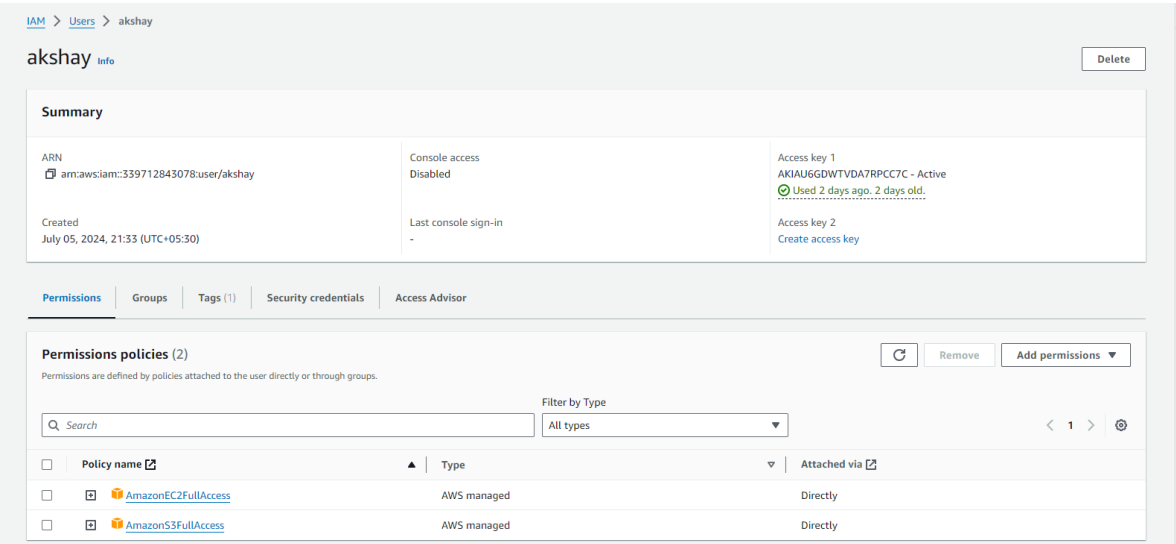 IAM > Users > akshay
akshay Info
Delete
Summary
ARN
arn:aws:iam::339712843078:user/akshay
Console access
Disabled
Access key 1
AKIAU6GDWTVDA7RPCC7C - Active
Used 2 days ago. 2 days old.
Created
July 05, 2024, 21:33 (UTC+05:30)
Last console sign-in
-
Access key 2
Create access key
Permissions Groups Tags (1) Security credentials Access Advisor
Permissions policies (2)
Remove Add permissions
Permissions are defined by policies attached to the user directly or through groups.
Filter by Type
Search All types < 1 >
Policy name Type Attached via
AmazonEC2FullAccess AWS managed Directly
AmazonS3FullAccess AWS managed Directly